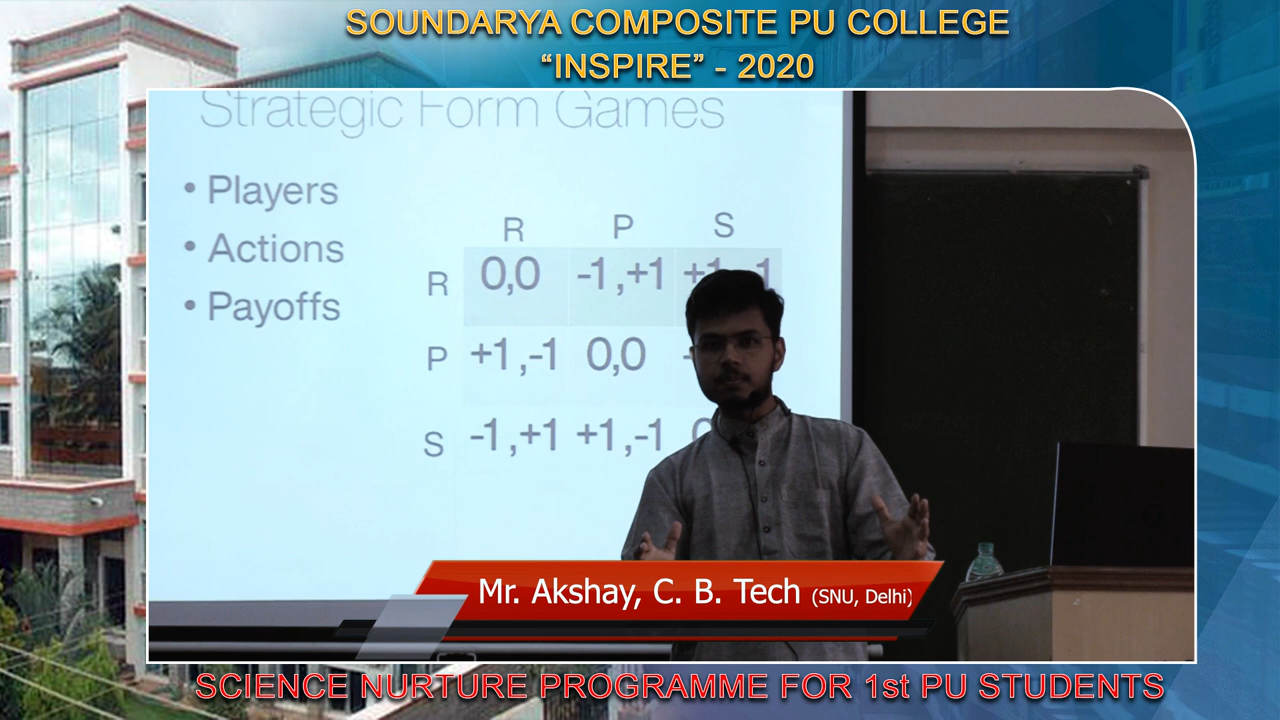 SOUNDARYA COMPOSITE PU COLLEGE
“INSPIRE” - 2020
Strategic Form Games
• Players
• Actions
• Payoffs
R P S
R 0,0 -1,+1
P +1,-1 0,0
S -1,+1 +1,-1
Mr. Akshay, C. B. Tech (SNU, Delhi)
SCIENCE NURTURE PROGRAMME FOR 1st PU STUDENTS